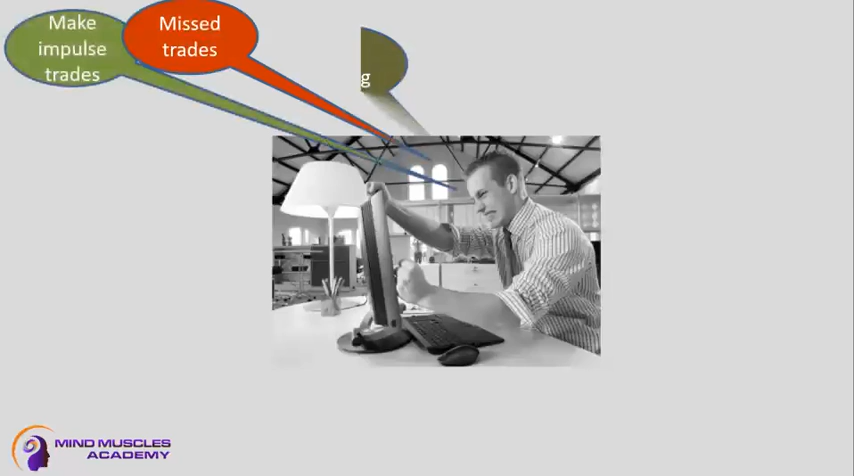 Make
impulse
trades
Missed
trades
g
MIND MUSCLES
ACADEMY